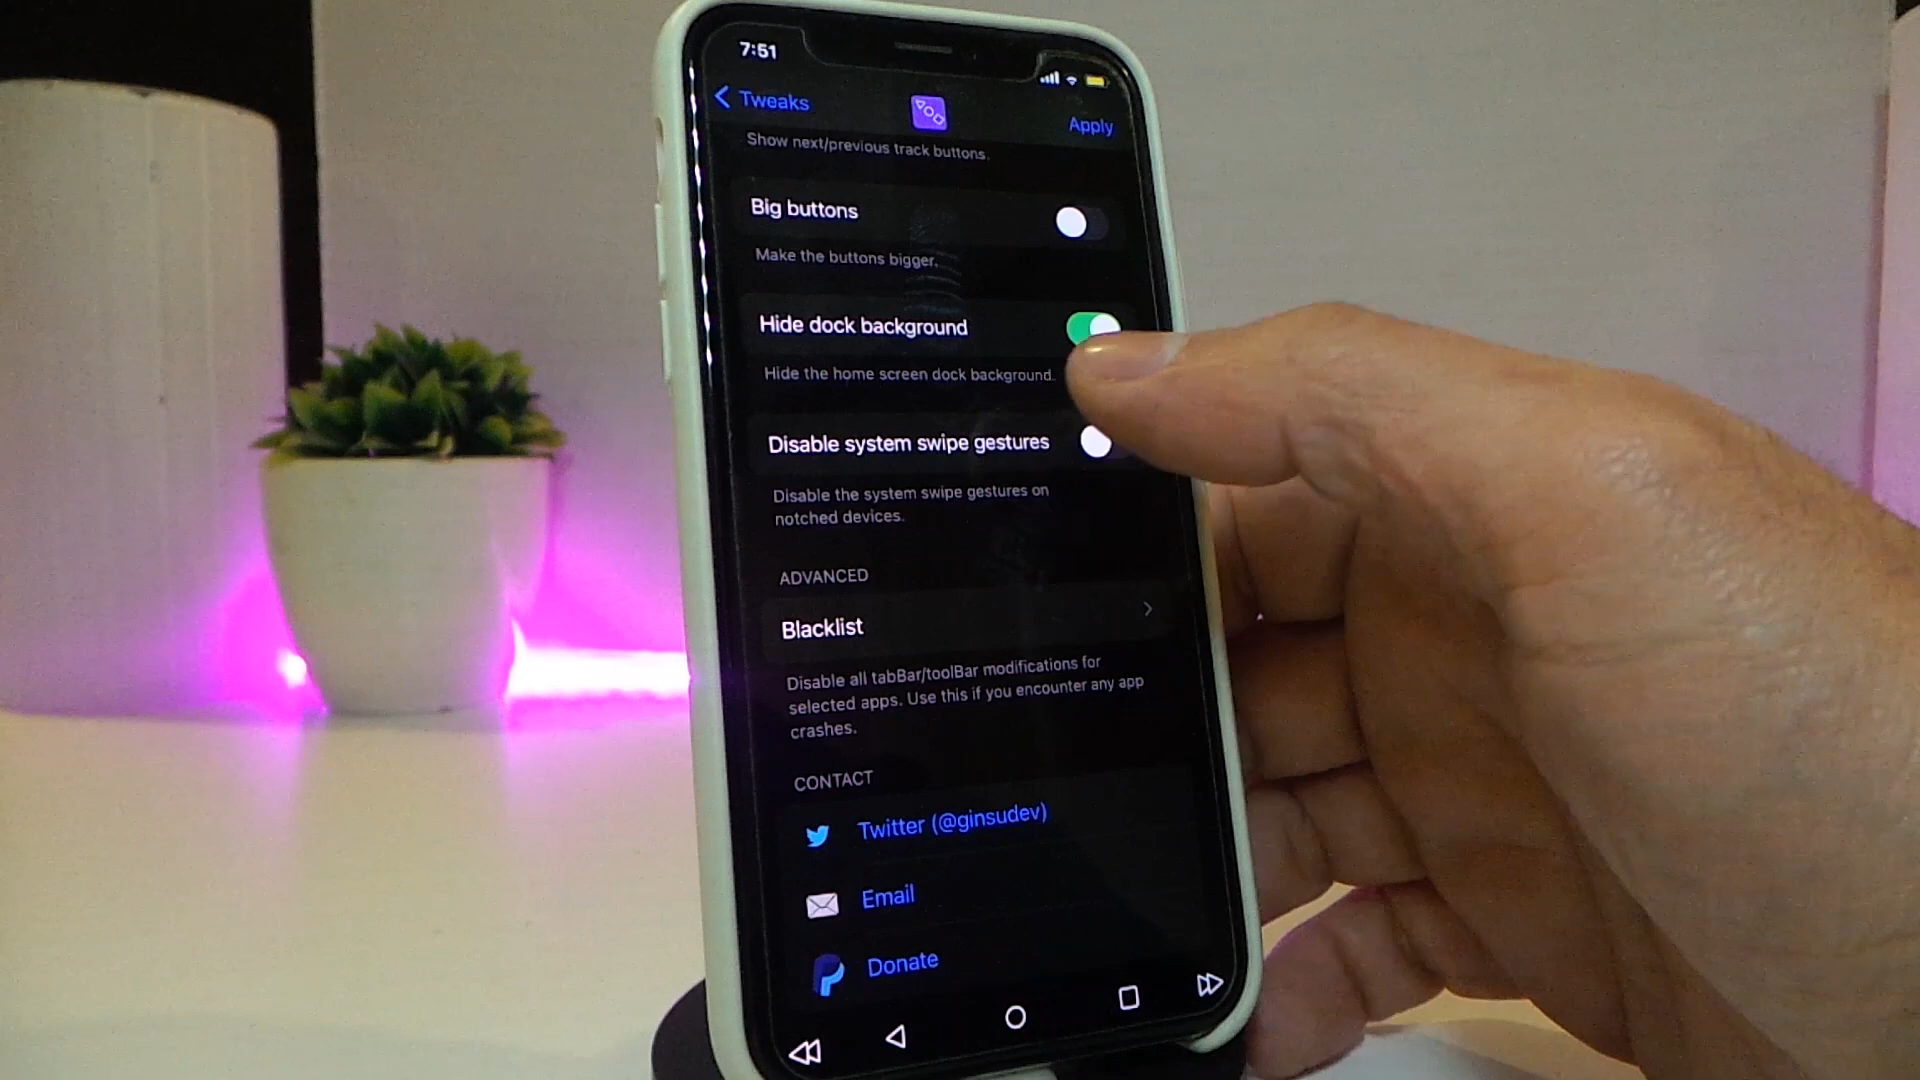 7:51
Tweaks
Apply
Show next/previous track buttons.
Big buttons
Make the buttons bigger.
Hide dock background
Hide the home screen dock background.
Disable system swipe gestures
Disable the system swipe gestures on
notched devices.
ADVANCED
Blacklist
Disable all tabBar/toolBar modifications for
selected apps. Use this if you encounter any app
crashes.
CONTACT
Twitter (@ginsudev)
Email
Donate